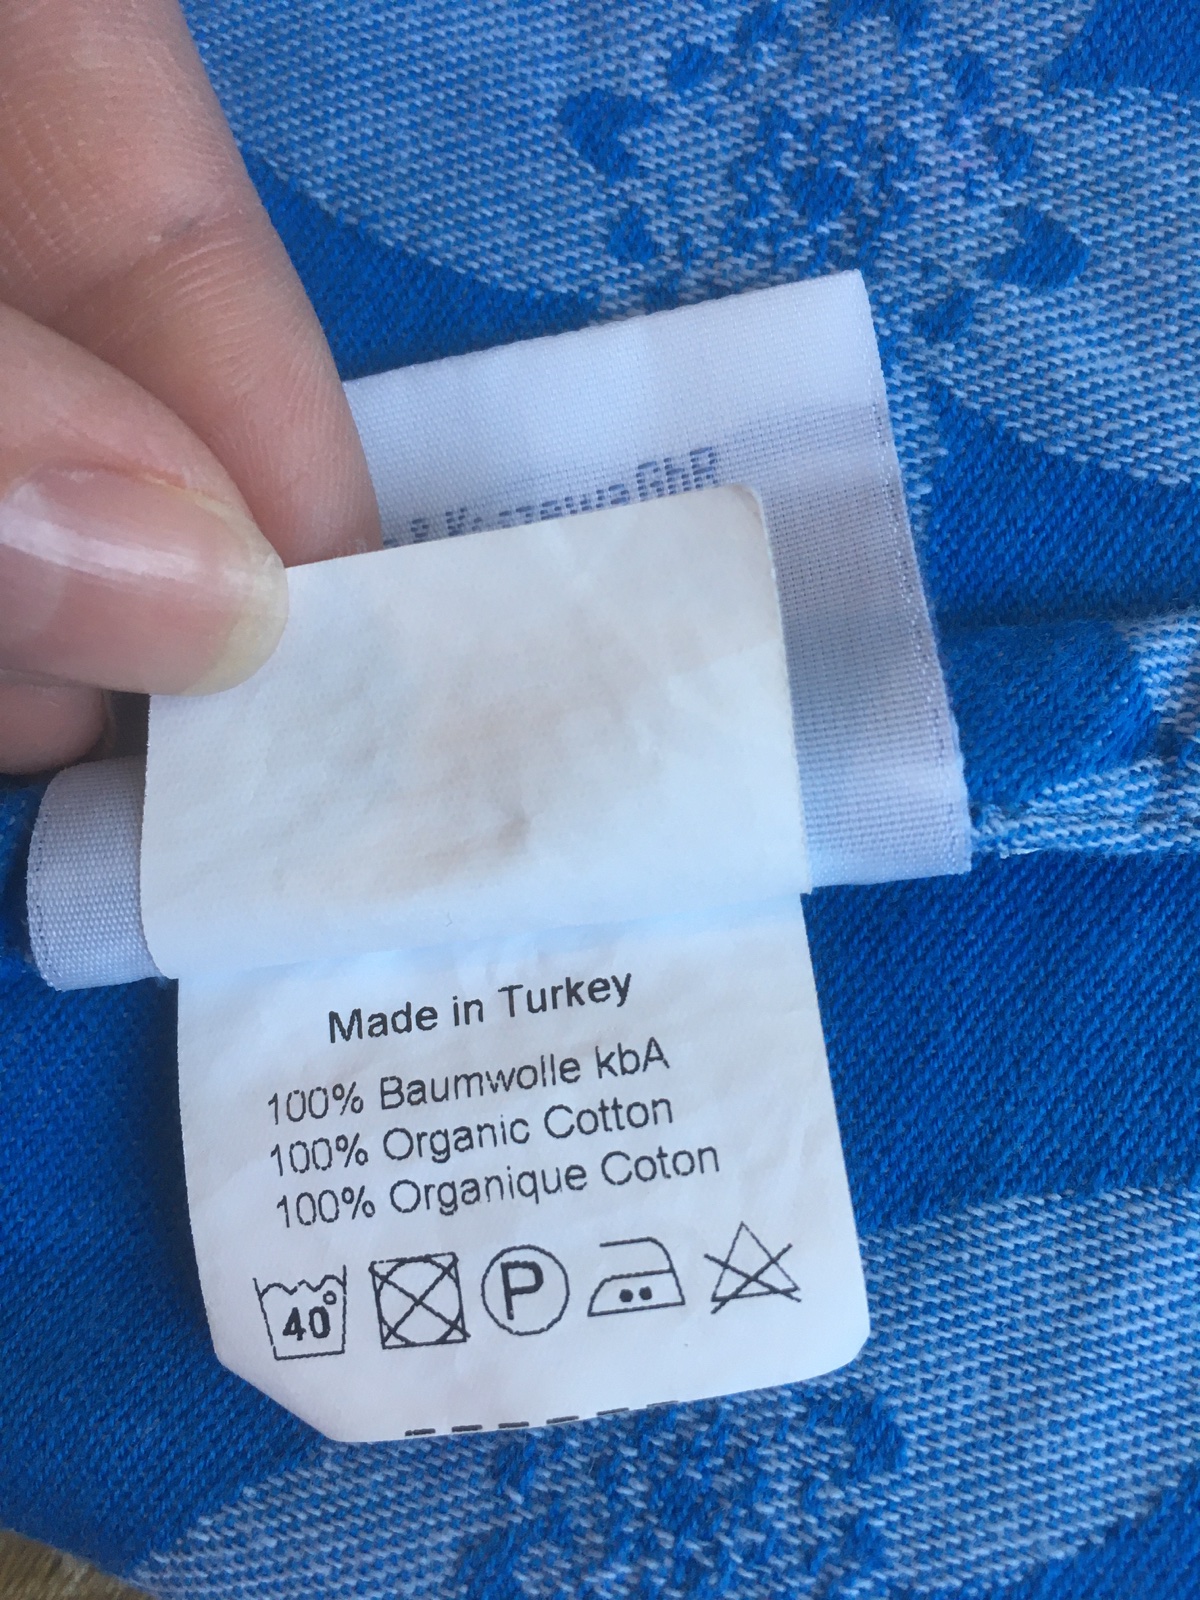 Made in Turkey
100% Baumwolle kbA
100% Organic Cotton
100% Organique Coton
40° P